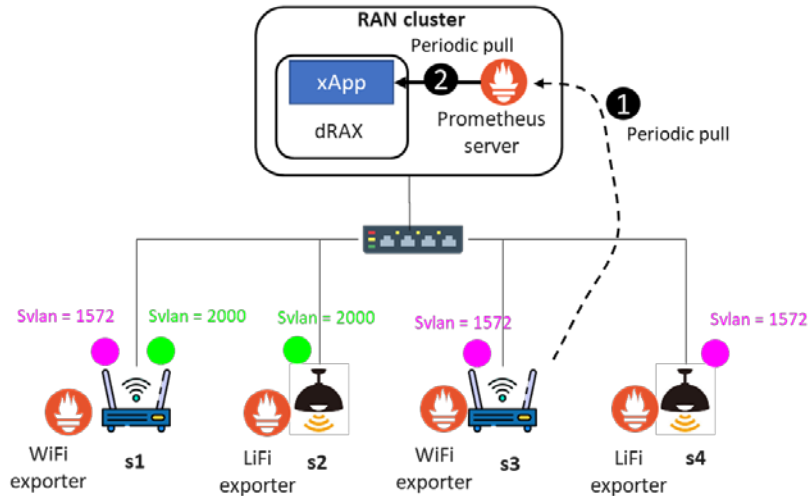 RAN cluster
Periodic pull
xApp
2
1
dRAX
Prometheus
server
Periodic pull
Svlan = 1572
Svlan = 2000
Svlan = 2000
Svlan = 1572
Svlan = 1572
WiFi
exporter
s1
LiFi
exporter
s2
WiFi
exporter
s3
LiFi
exporter
s4